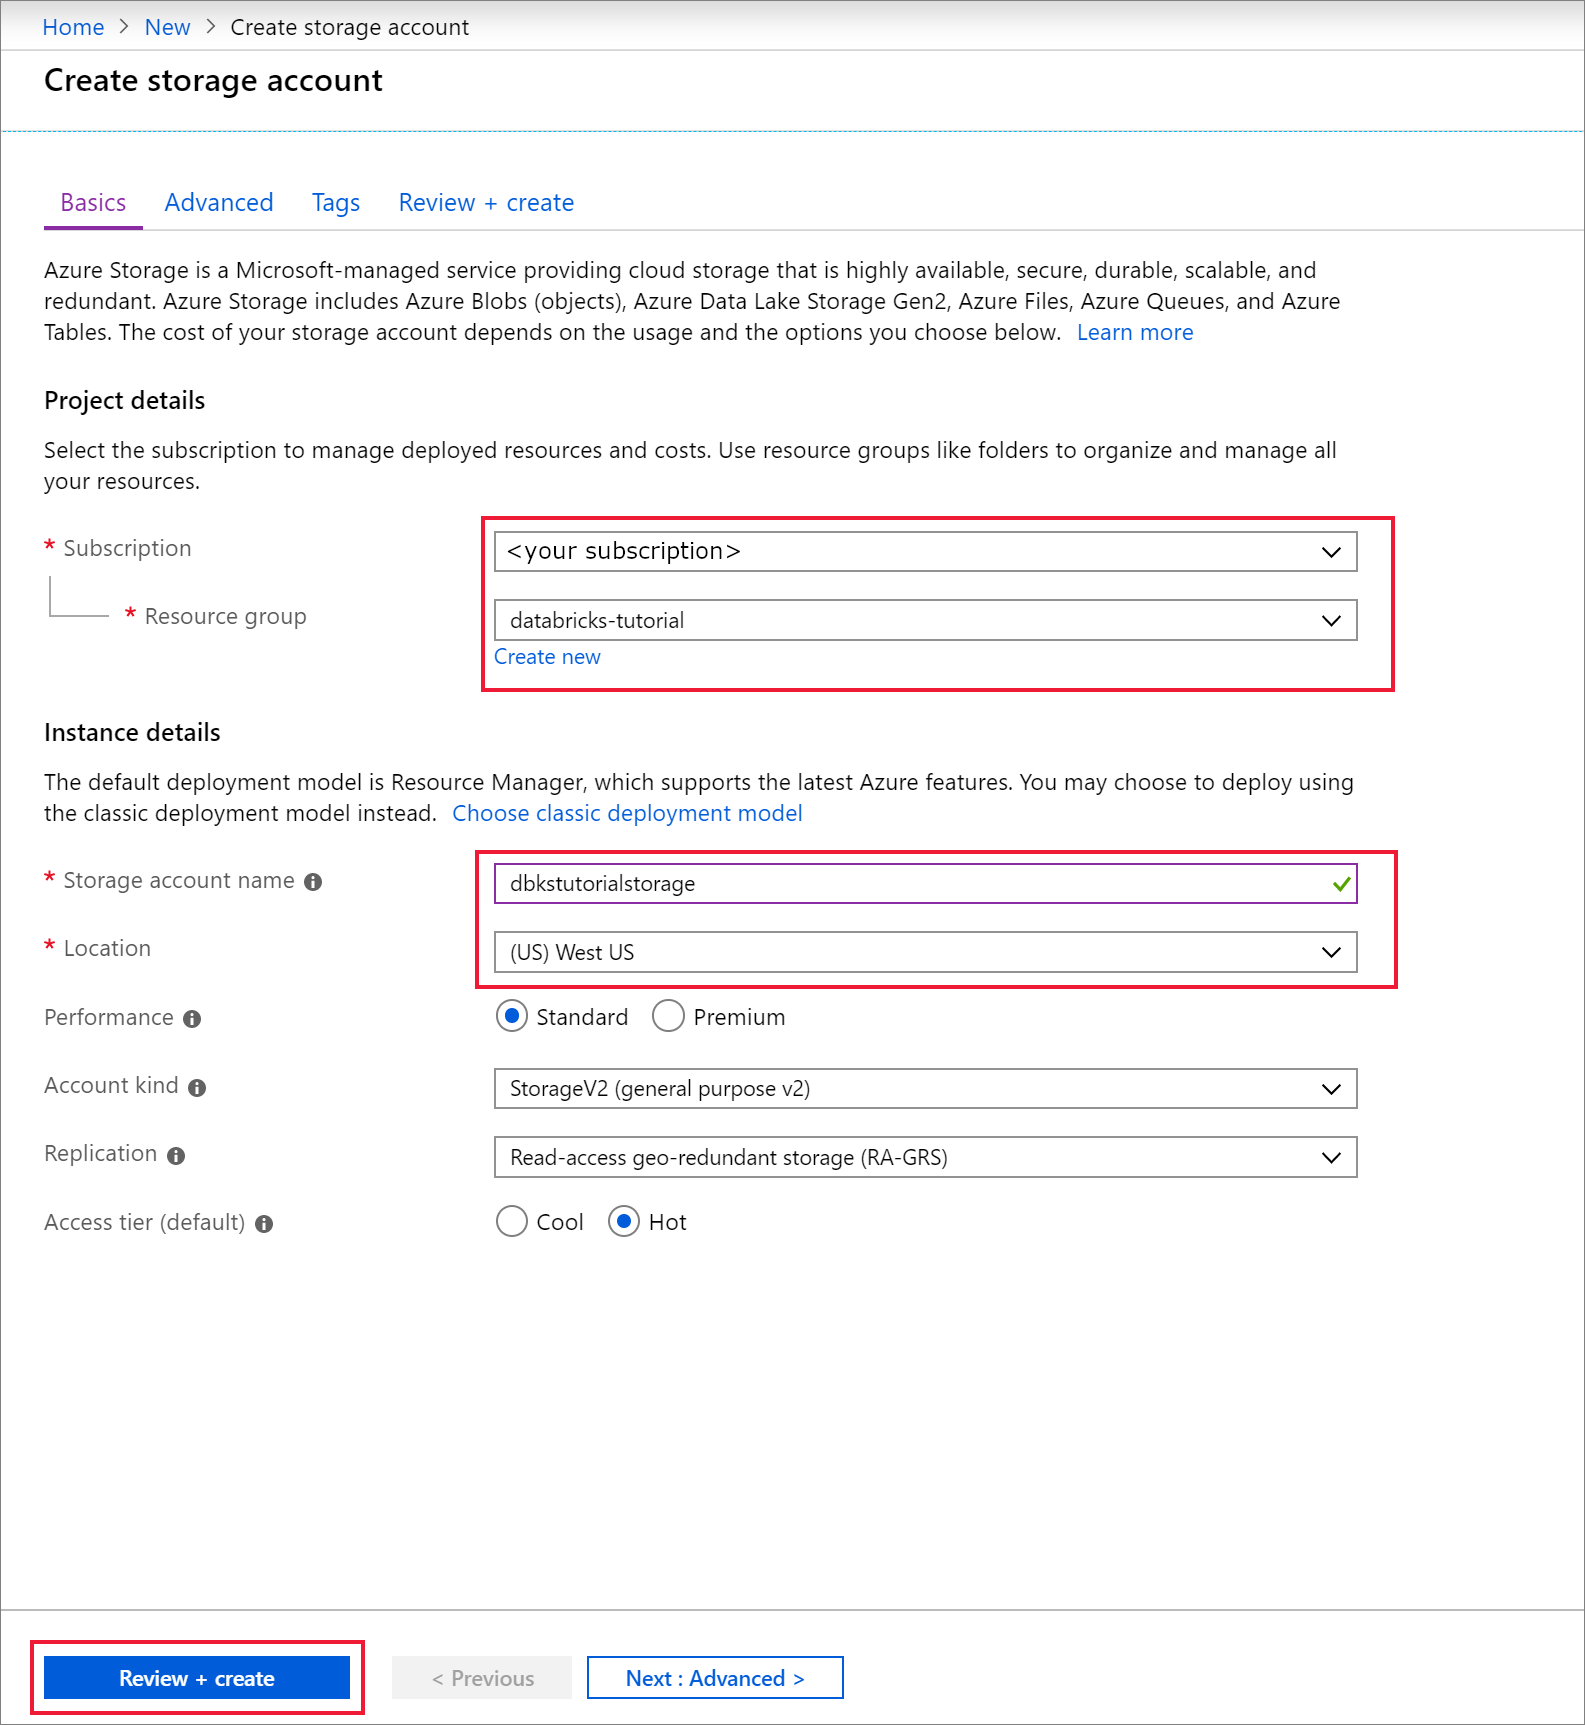 Home > New > Create storage account
Create storage account
Basics Advanced Tags Review + create
Azure Storage is a Microsoft-managed service providing cloud storage that is highly available, secure, durable, scalable, and
redundant. Azure Storage includes Azure Blobs (objects), Azure Data Lake Storage Gen2, Azure Files, Azure Queues, and Azure
Tables. The cost of your storage account depends on the usage and the options you choose below. Learn more
Project details
Select the subscription to manage deployed resources and costs. Use resource groups like folders to organize and manage all
your resources.
* Subscription <your subscription>
* Resource group databricks-tutorial
Create new
Instance details
The default deployment model is Resource Manager, which supports the latest Azure features. You may choose to deploy using
the classic deployment model instead. Choose classic deployment model
* Storage account name dbkstutorialstorage
* Location (US) West US
Performance Standard Premium
Account kind StorageV2 (general purpose v2)
Replication Read-access geo-redundant storage (RA-GRS)
Access tier (default) Cool Hot
Review + create < Previous Next : Advanced >